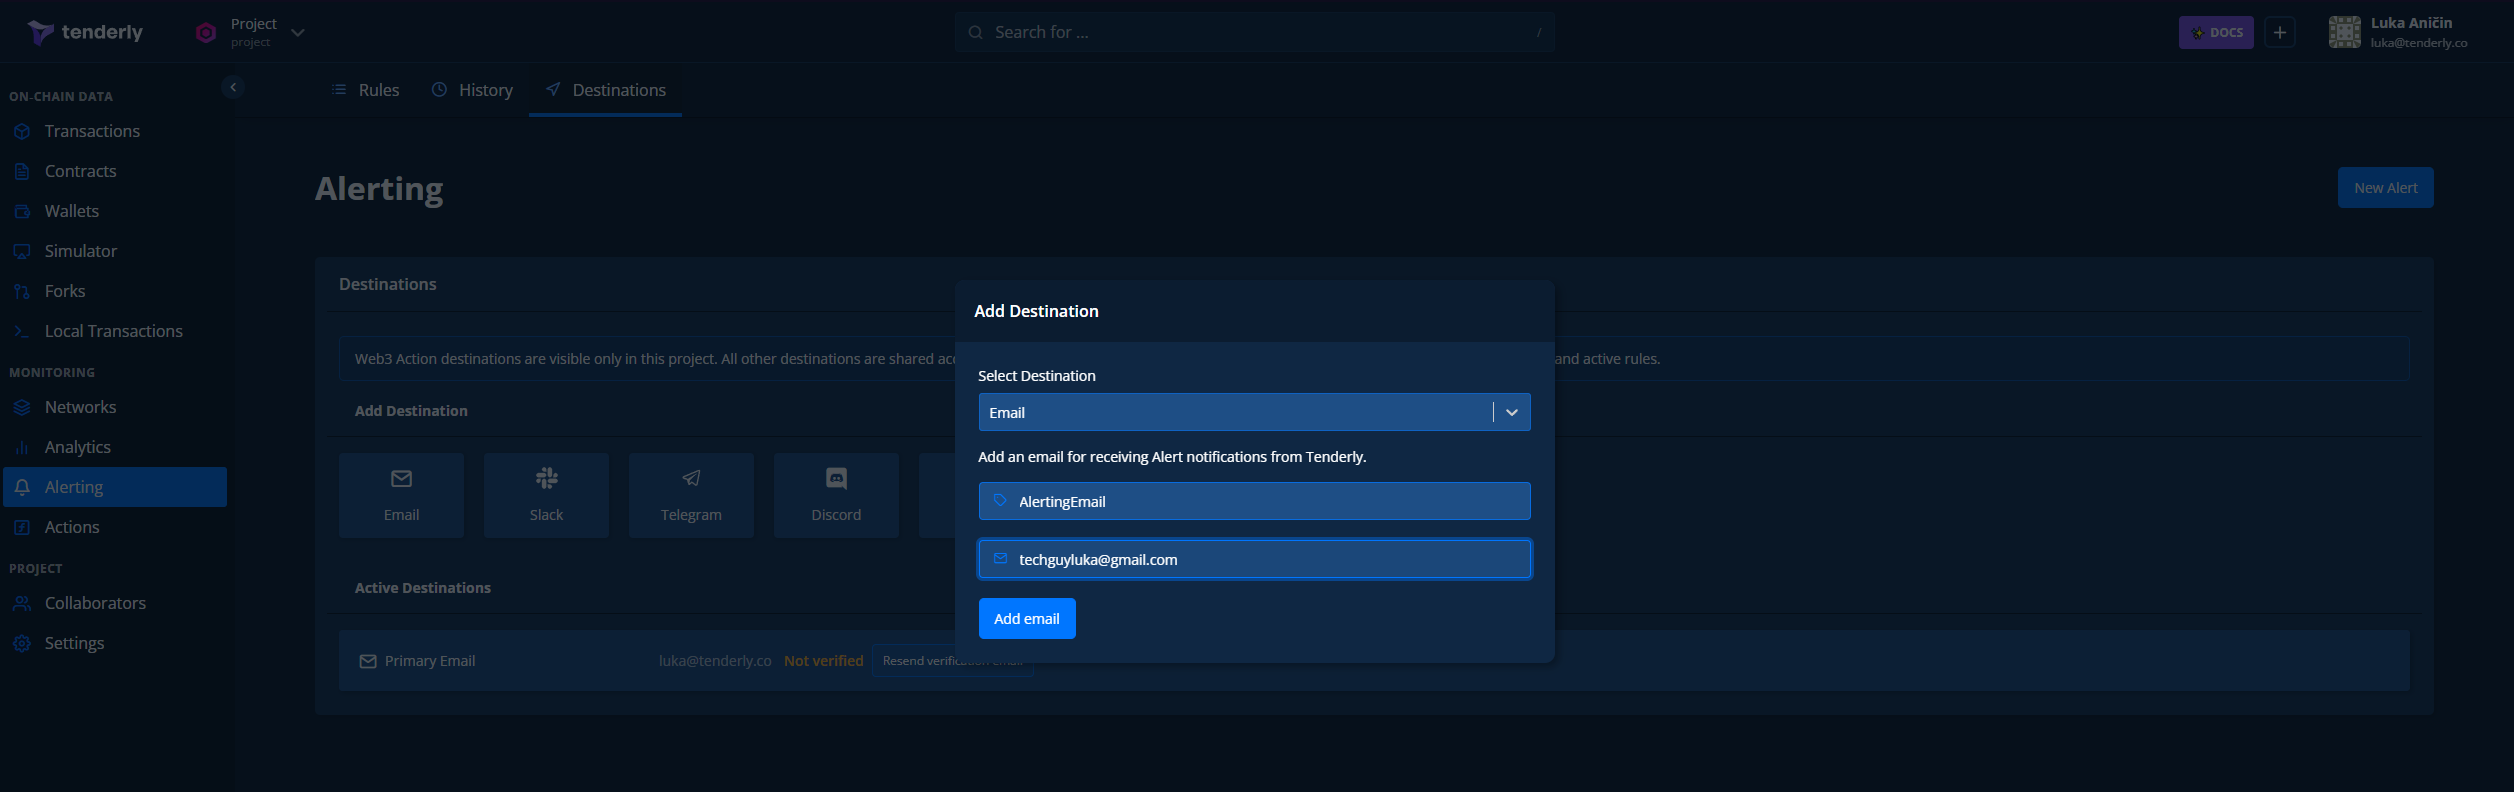 tenderly
Project
project
Search for ...
/
DOCS
+
Luka Aničin
luka@tenderly.co
ON-CHAIN DATA
Transactions
Contracts
Wallets
Simulator
Forks
Local Transactions
MONITORING
Networks
Analytics
Alerting
Actions
PROJECT
Collaborators
Settings
Rules
History
Destinations
Alerting
New Alert
Destinations
Web3 Action destinations are visible only in this project. All other destinations are shared and active rules.
Add Destination
Email
Slack
Telegram
Discord
Active Destinations
Primary Email
luka@tenderly.co Not verified Resend
Add Destination
Select Destination
Email
Add an email for receiving Alert notifications from Tenderly.
AlertingEmail
techguyluka@gmail.com
Add email